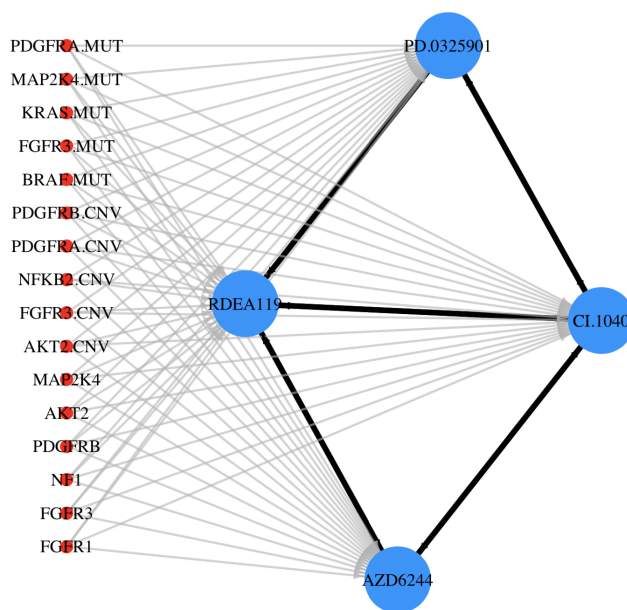 PDGFRA.MUT
MAP2K4.MUT
KRAS.MUT
FGFR3.MUT
BRAF.MUT
PDGFRB.CNV
PDGFRA.CNV
NFKB2.CNV
FGFR3.CNV
AKT2.CNV
MAP2K4
AKT2
PDGFRB
NF1
FGFR3
FGFR1
PD.0325901
RDEA119
CI.1040
AZD6244